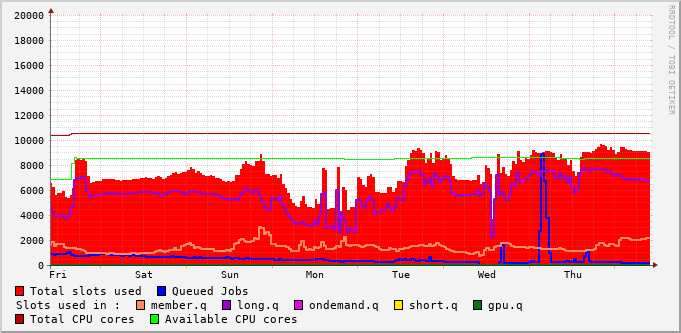 RRDTOOL / TOBI OETIKER
20000
18000
16000
14000
12000
10000
8000
6000
4000
2000
0
Fri Sat Sun Mon Tue Wed Thu
Total slots used Queued Jobs
Slots used in : member.q long.q ondemand.q short.q gpu.q
Total CPU cores Available CPU cores